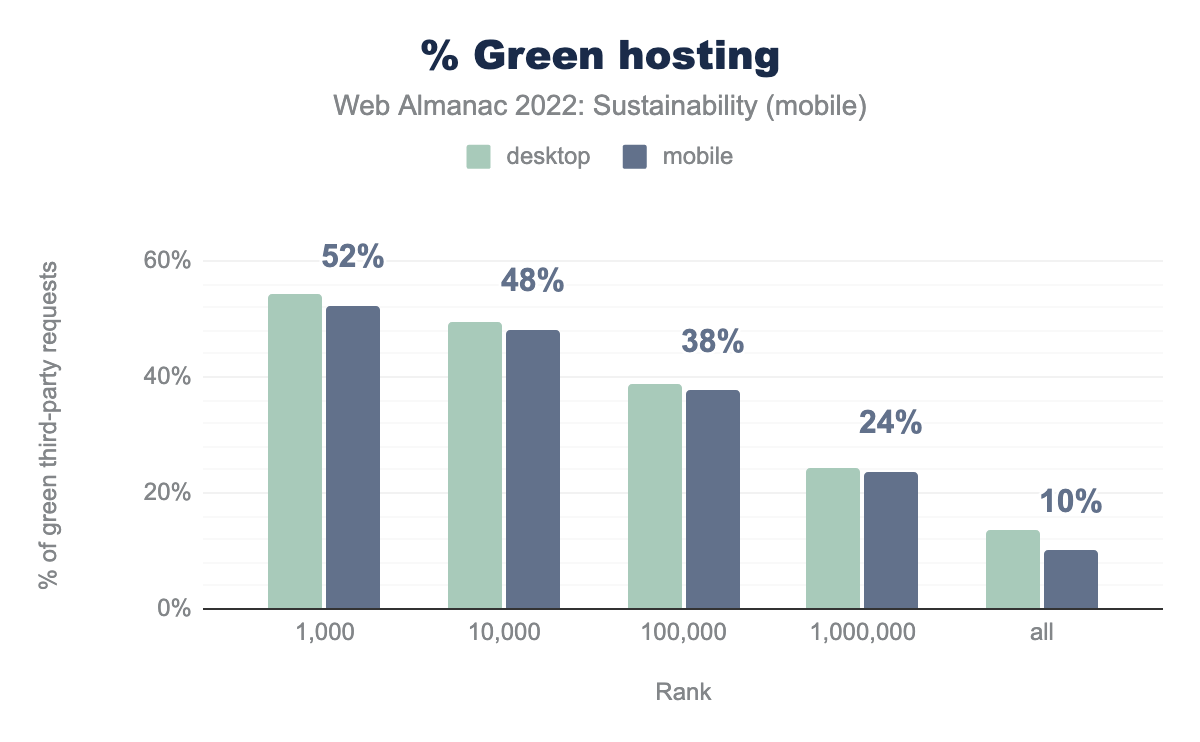 % Green hosting
Web Almanac 2022: Sustainability (mobile)
desktop mobile
% of green third-party requests
60%
40%
20%
0%
52%
48%
38%
24%
10%
1,000 10,000 100,000 1,000,000 all
Rank